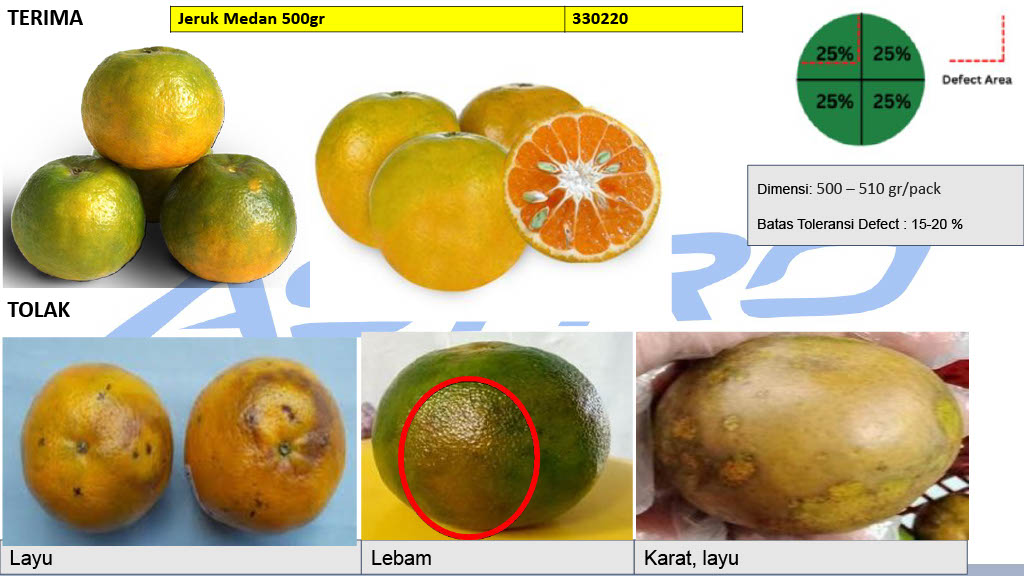 TERIMA
Jeruk Medan 500gr 330220
25% 25%
25% 25%
Defect Area
Dimensi: 500 – 510 gr/pack
Batas Toleransi Defect : 15-20 %
TOLAK
Layu
Lebam
Karat, layu